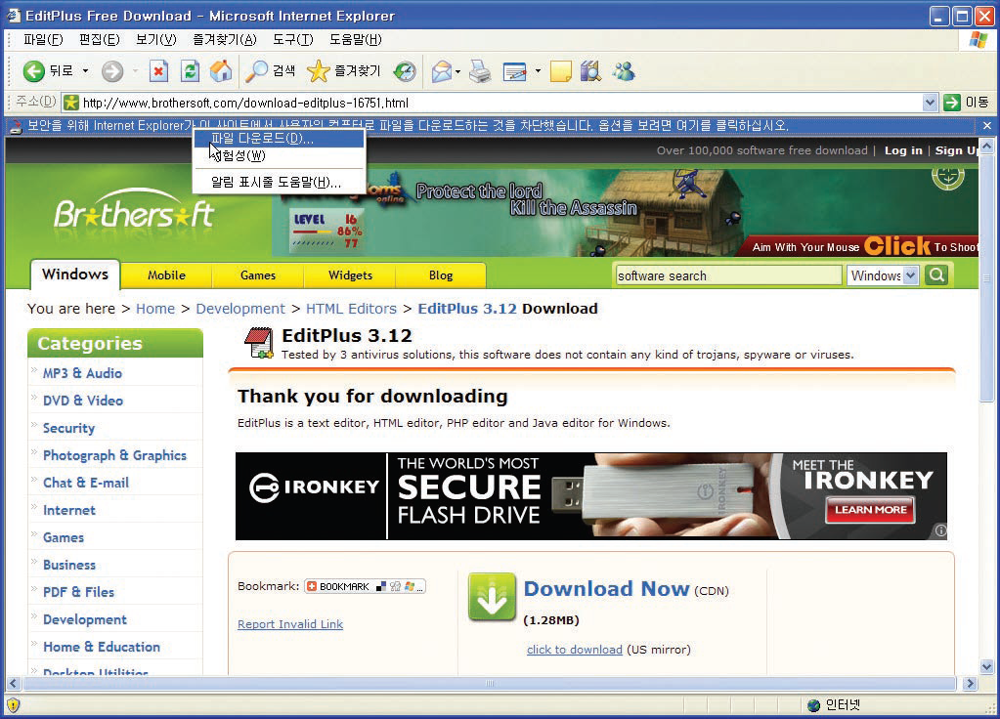 EditPlus Free Download - Microsoft Internet Explorer
파일(F) 편집(E) 보기(V) 즐겨찾기(A) 도구(T) 도움말(H)
뒤로 검색 즐겨찾기
주소(D) http://www.brothersoft.com/download-editplus-16751.html 이동
보안을 위해 Internet Explorer가 이 사이트에서 사용자의 컴퓨터로 파일을 다운로드하는 것을 차단했습니다. 옵션을 보려면 여기를 클릭하십시오.
파일 다운로드(D)...
위험성(W)
알림 표시줄 도움말(H)...
Over 100,000 software free download | Log in | Sign Up
Brothersoft
online
Protect the lord
Kill the Assassin
LEVEL 16
86%
77
Aim With Your Mouse Click To Shoot
Windows Mobile Games Widgets Blog
software search Windows
You are here > Home > Development > HTML Editors > EditPlus 3.12 Download
Categories
MP3 & Audio
DVD & Video
Security
Photograph & Graphics
Chat & E-mail
Internet
Games
Business
PDF & Files
Development
Home & Education
Desktop Utilities
EditPlus 3.12
Tested by 3 antivirus solutions, this software does not contain any kind of trojans, spyware or viruses.
Thank you for downloading
EditPlus is a text editor, HTML editor, PHP editor and Java editor for Windows.
IRONKEY
THE WORLD'S MOST
SECURE
FLASH DRIVE
IRONKEY
MEET THE
IRONKEY
LEARN MORE
Bookmark: BOOKMARK ...
Report Invalid Link
Download Now (CDN)
(1.28MB)
click to download (US mirror)
인터넷